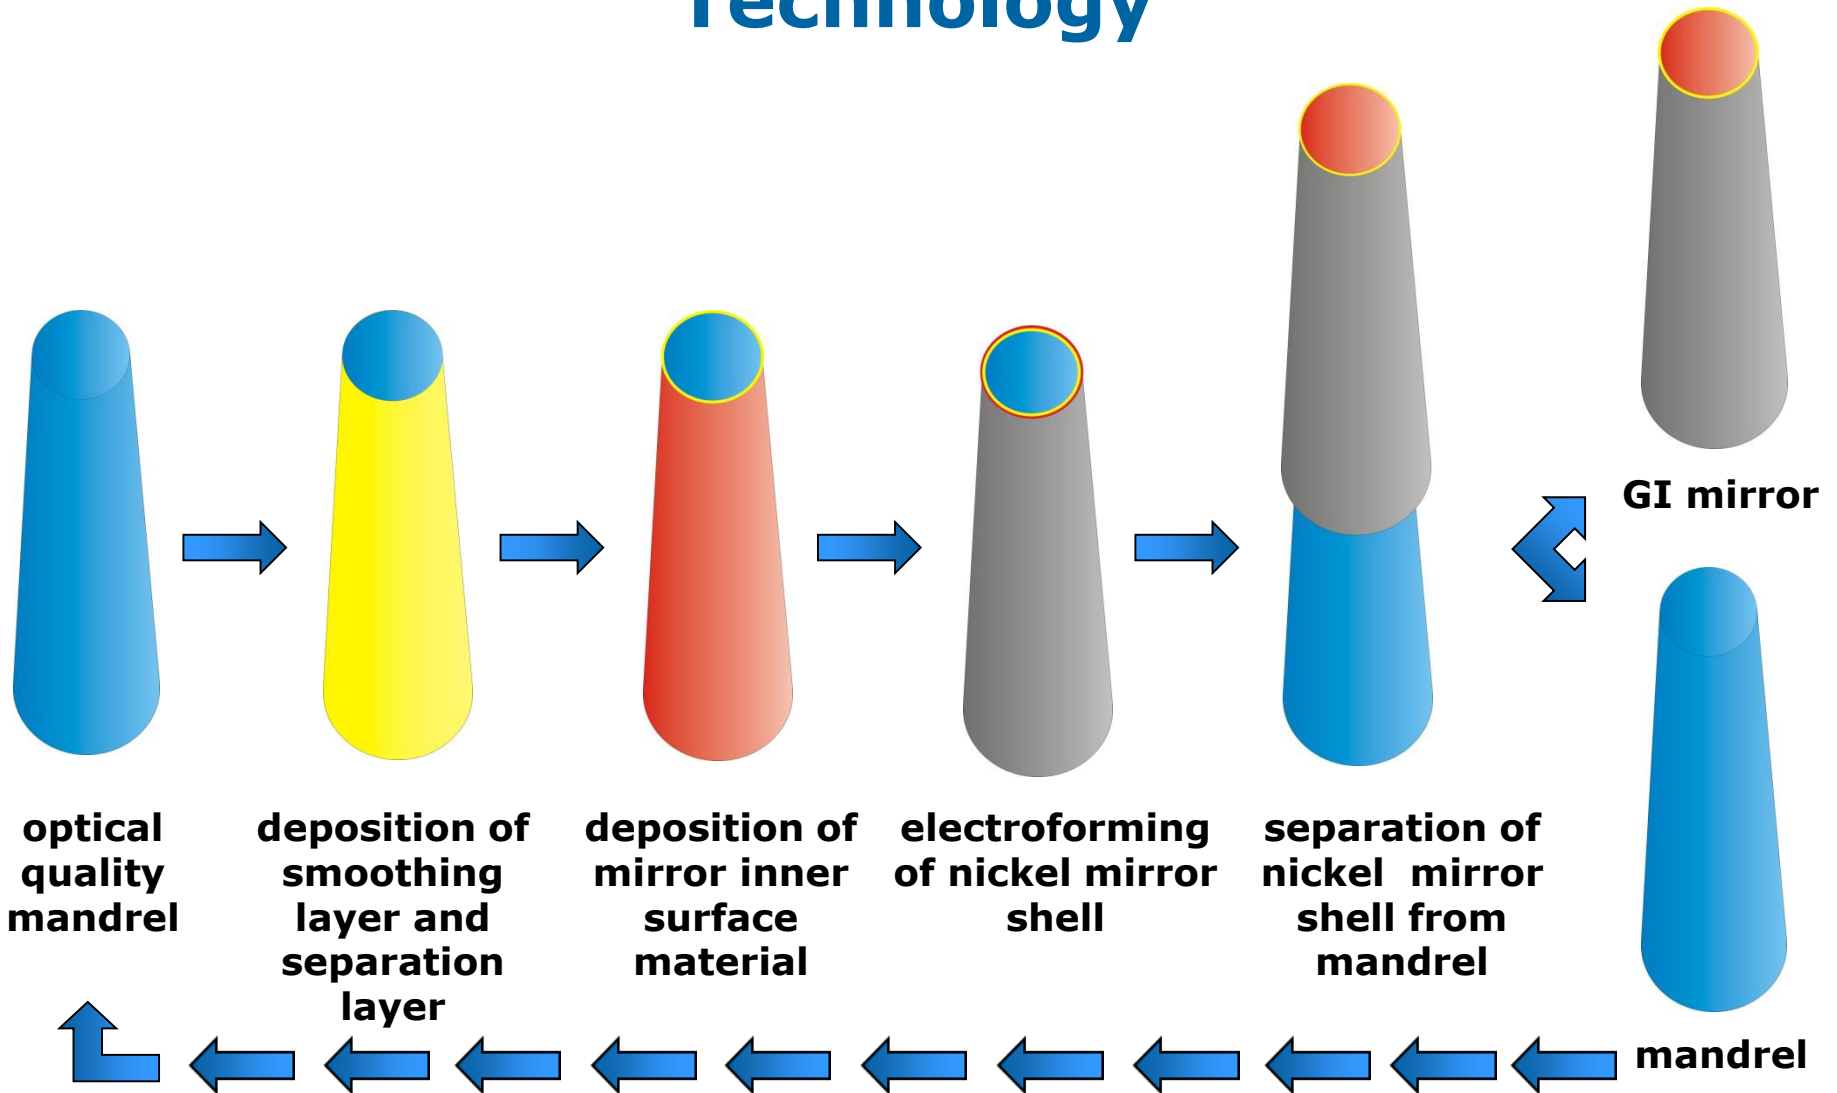 Technology
GI mirror
optical
quality
mandrel
deposition of
smoothing
layer and
separation
layer
deposition of
mirror inner
surface
material
electroforming
of nickel mirror
shell
separation of
nickel  mirror
shell from
mandrel
mandrel